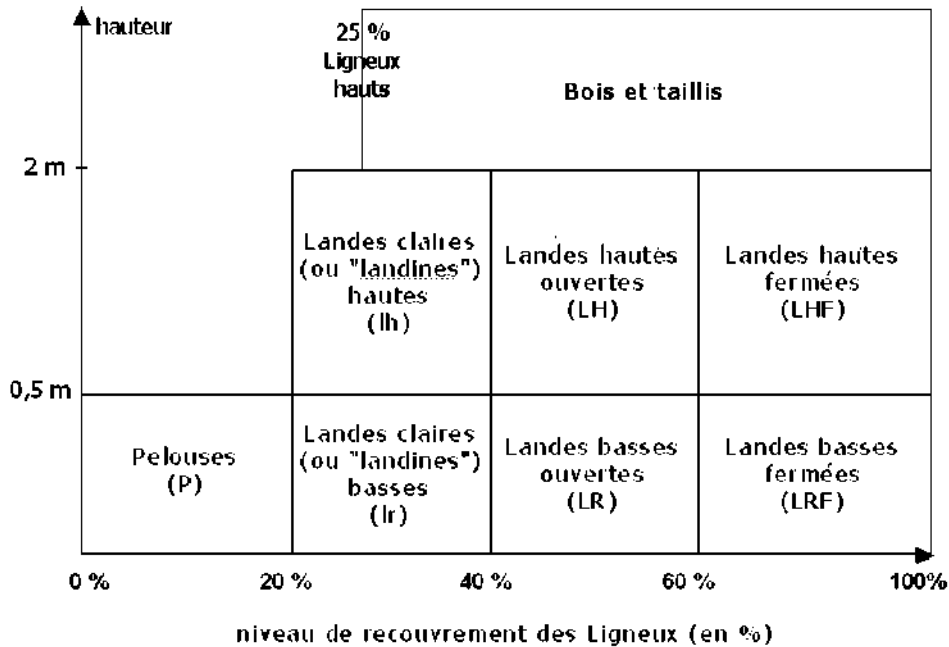 hauteur
25 %
Ligneux
hauts
Bois et taillis
2 m
Landes claires
(ou "landines")
hautes
(lh)
Landes hautes
ouvertes
(LH)
Landes hautes
fermées
(LHF)
0,5 m
Pelouses
(P)
Landes claires
(ou "landines")
basses
(lr)
Landes basses
ouvertes
(LR)
Landes basses
fermées
(LRF)
0 %
20 %
40 %
60 %
100%
niveau de recouvrement des Ligneux (en %)